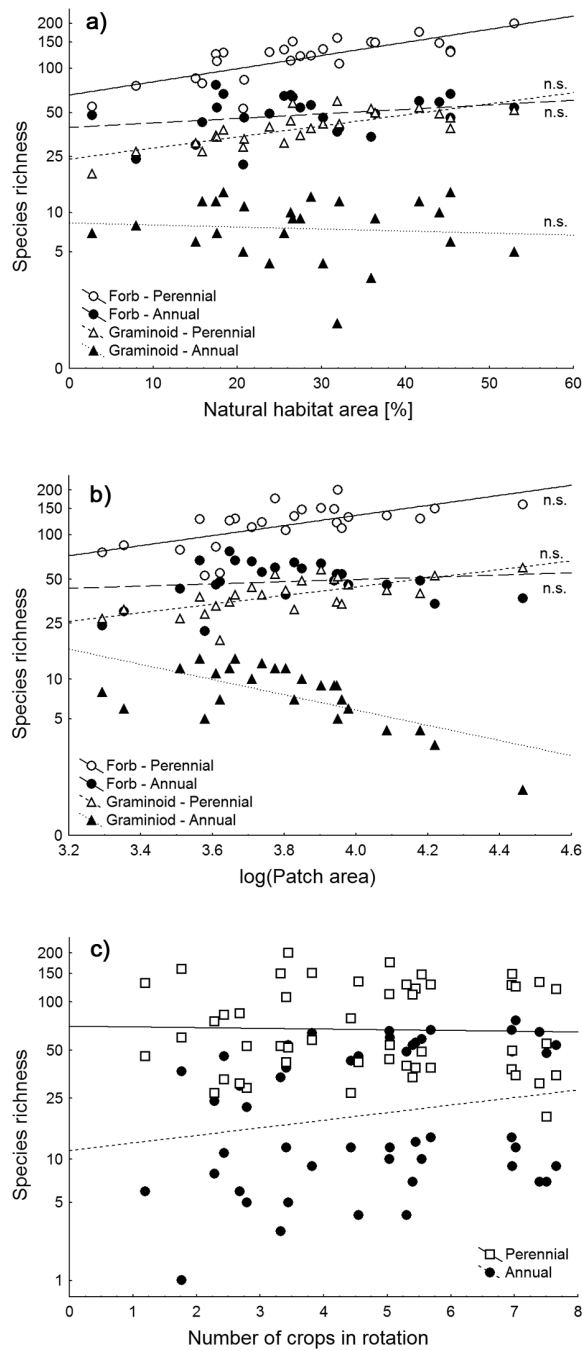 a)
200
150
100
50
25
10
5
0
Species richness
n.s.
n.s.
n.s.
Forb - Perennial
Forb - Annual
Graminoid - Perennial
Graminoid - Annual
0 10 20 30 40 50 60
Natural habitat area [%]
b)
200
150
100
50
25
10
5
0
Species richness
n.s.
n.s.
n.s.
Forb - Perennial
Forb - Annual
Graminoid - Perennial
Graminiod - Annual
3.2 3.4 3.6 3.8 4.0 4.2 4.4 4.6
log(Patch area)
c)
200
150
100
50
25
10
5
1
Species richness
Perennial
Annual
0 1 2 3 4 5 6 7 8
Number of crops in rotation